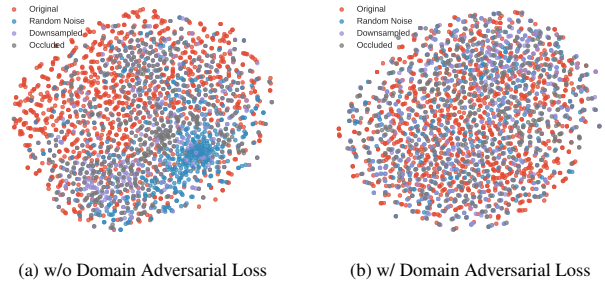 Original
Random Noise
Downsampled
Occluded
Original
Random Noise
Downsampled
Occluded
(a) w/o Domain Adversarial Loss
(b) w/ Domain Adversarial Loss